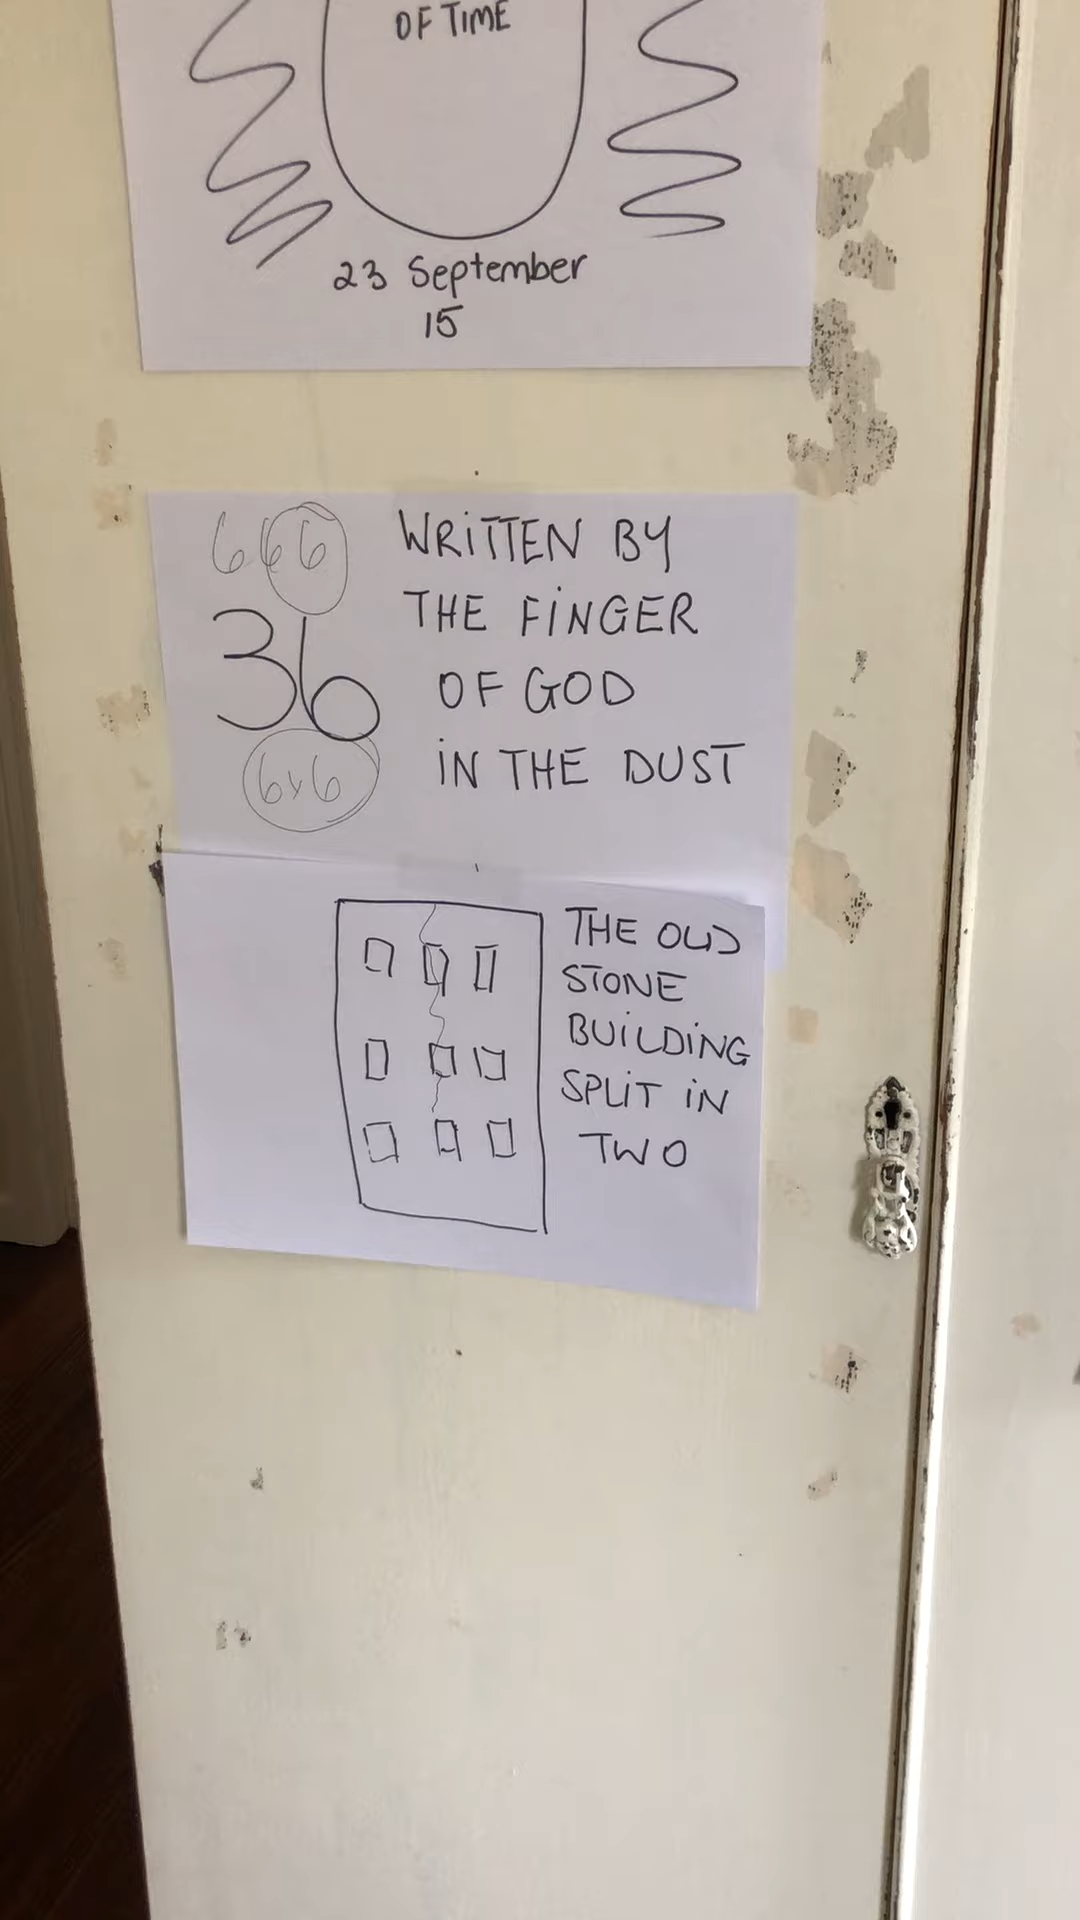 OF TIME
23 September
15
666
36
6x6
WRITTEN BY
THE FINGER
OF GOD
IN THE DUST
THE OLD
STONE
BUILDING
SPLIT IN
TWO